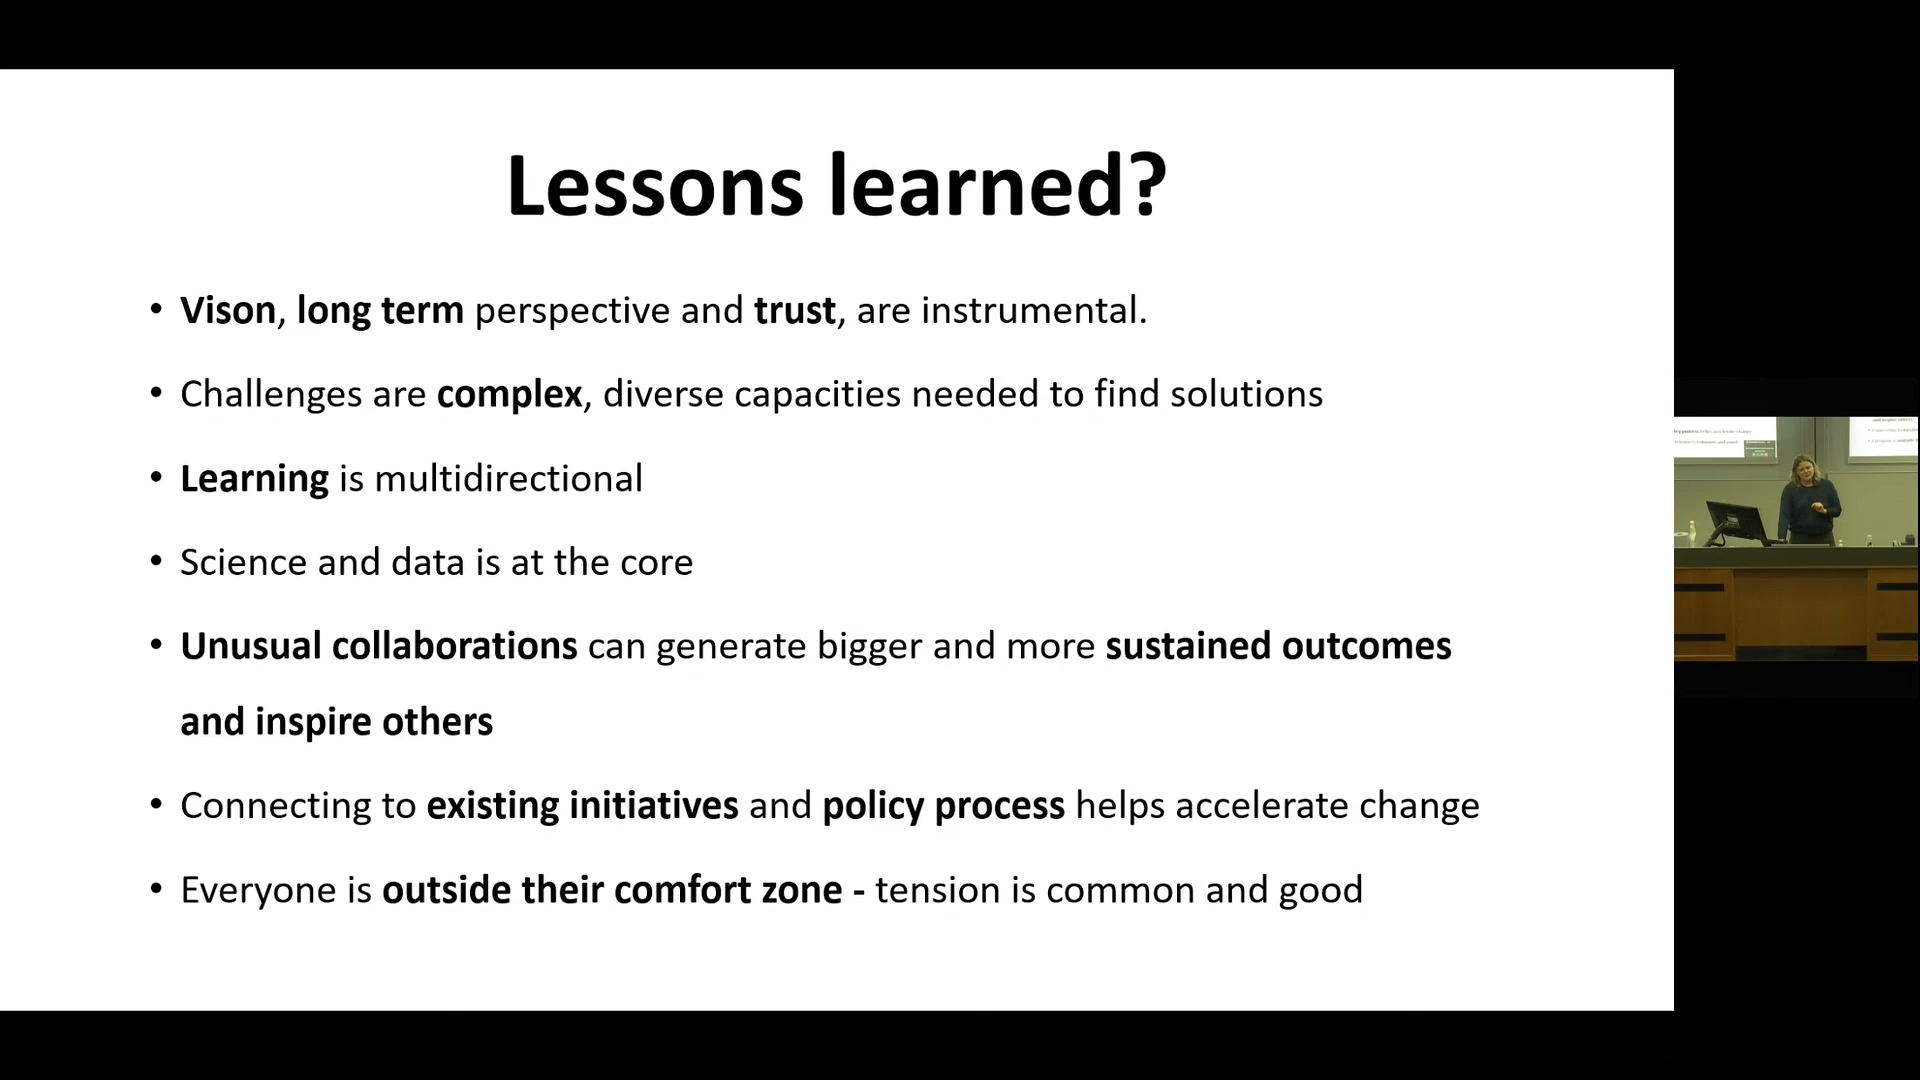 Lessons learned?
• Vison, long term perspective and trust, are instrumental.
• Challenges are complex, diverse capacities needed to find solutions
• Learning is multidirectional
• Science and data is at the core
• Unusual collaborations can generate bigger and more sustained outcomes
and inspire others
• Connecting to existing initiatives and policy process helps accelerate change
• Everyone is outside their comfort zone - tension is common and good